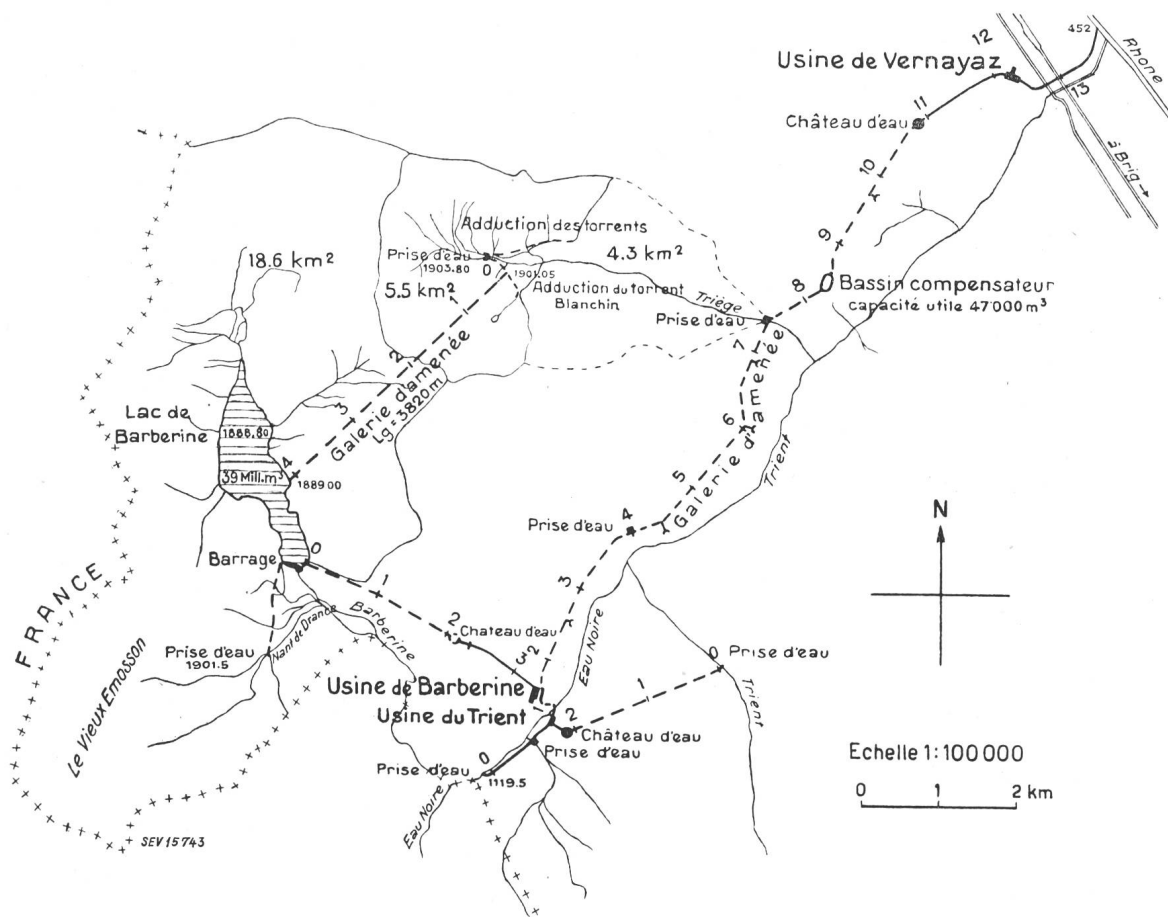 452
Rhone
12
Usine de Vernayaz
13
11
Château d'eau
à Brig →
10
Adduction des torrents
18.6 km²
Prise d'eau
1903.80
0
1901.05
4.3 km²
9
5.5 km²
1
Adduction du torrent
Blanchin
8
Bassin compensateur
capacité utile 47'000 m³
Triège
Prise d'eau
7
2
Galerie d'amenée
Lg = 3820 m
3
Lac de
Barberine
1888.80
4
39 Mill. m³
1889 00
6
Galerie d'amenée
Trient
5
Prise d'eau
4
N
Barrage
0
1
3
FRANCE
Barberine
Nant de Drance
2
Chateau d'eau
Eau Noire
Prise d'eau
1901.5
3
2
0
Prise d'eau
Le Vieux Emosson
Usine de Barberine
1
Trient
Usine du Trient
2
Château d'eau
Prise d'eau
Echelle 1:100 000
0
Prise d'eau
1119.5
0 1 2 km
Eau Noire
SEV 15743